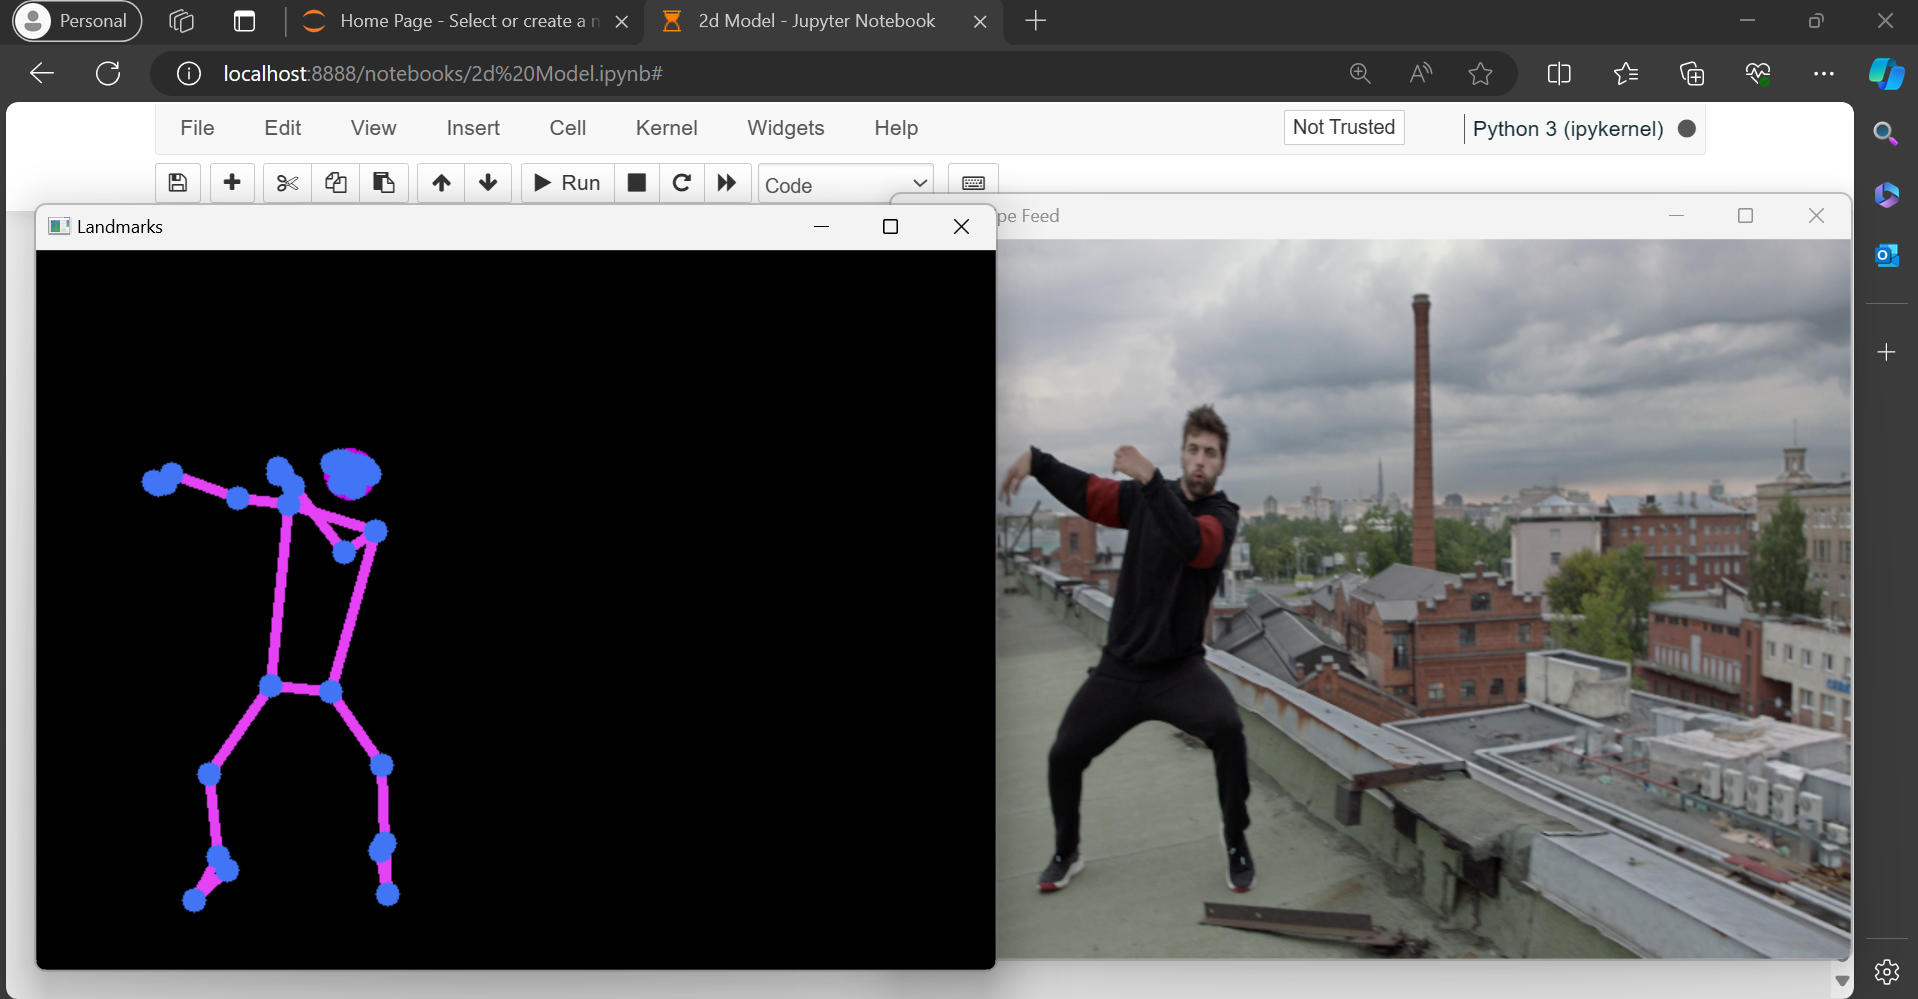 Personal
Home Page - Select or create a n
2d Model - Jupyter Notebook
localhost:8888/notebooks/2d%20Model.ipynb#
File Edit View Insert Cell Kernel Widgets Help
Not Trusted
Python 3 (ipykernel)
Run
Code
Landmarks
pe Feed